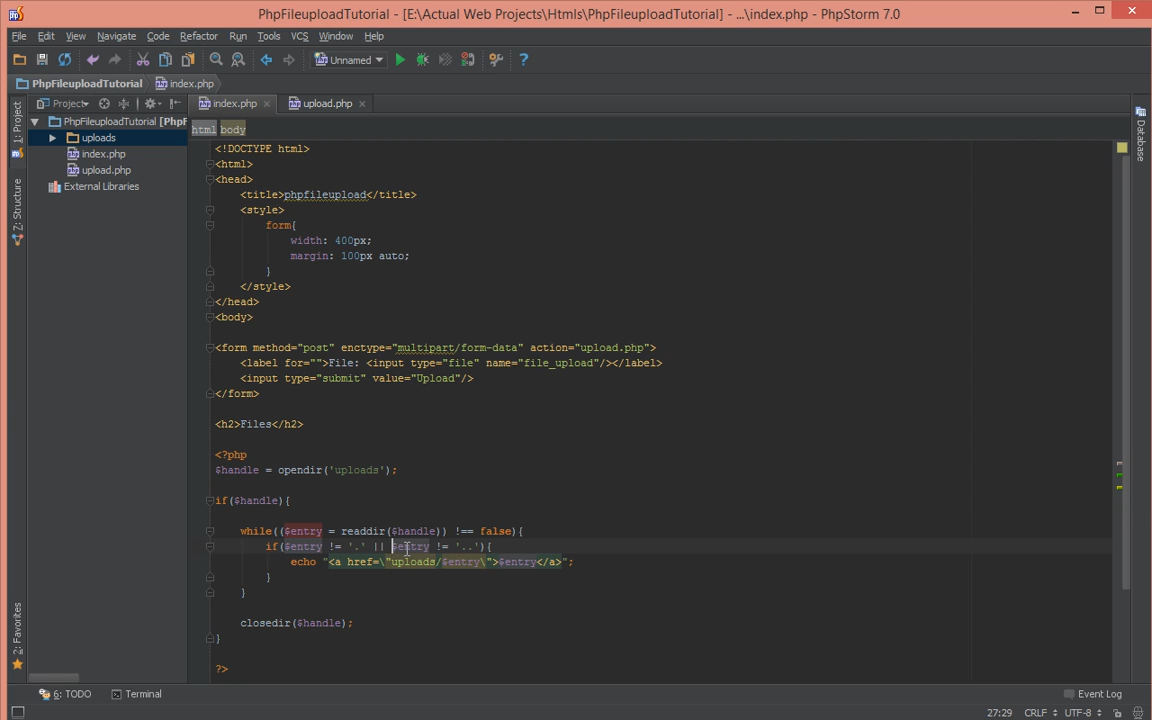 PhpFileuploadTutorial - [E:\Actual Web Projects\Htmls\PhpFileuploadTutorial] - ...\index.php - PhpStorm 7.0
File Edit View Navigate Code Refactor Run Tools VCS Window Help
Unnamed
PhpFileuploadTutorial index.php
Project index.php upload.php
1: Project
Z: Structure
2: Favorites
Database
PhpFileuploadTutorial [PhpF
uploads
index.php
upload.php
External Libraries
html body
<!DOCTYPE html>
<html>
<head>
<title>phpfileupload</title>
<style>
form{
width: 400px;
margin: 100px auto;
}
</style>
</head>
<body>
<form method="post" enctype="multipart/form-data" action="upload.php">
<label for="">File: <input type="file" name="file_upload"/></label>
<input type="submit" value="Upload"/>
</form>
<h2>Files</h2>
<?php
$handle = opendir('uploads');
if($handle){
while(($entry = readdir($handle)) !== false){
if($entry != '.' || $entry != '..'){
echo "<a href=\"uploads/$entry\">$entry</a>";
}
}
closedir($handle);
}
?>
6: TODO Terminal Event Log
27:29 CRLF UTF-8